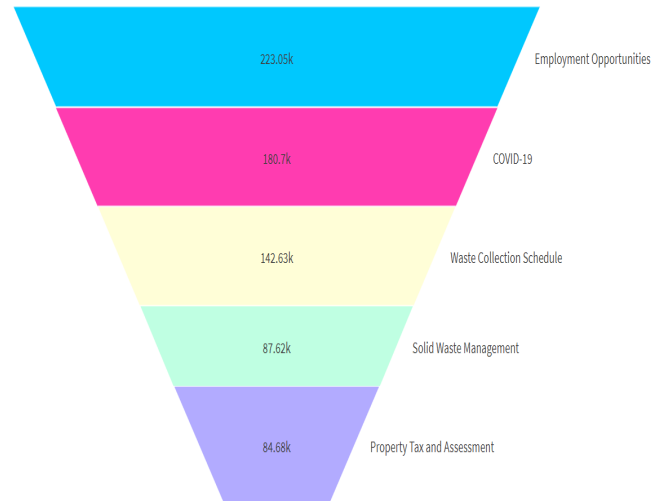 223.05k
Employment Opportunities
180.7k
COVID-19
142.63k
Waste Collection Schedule
87.62k
Solid Waste Management
84.68k
Property Tax and Assessment